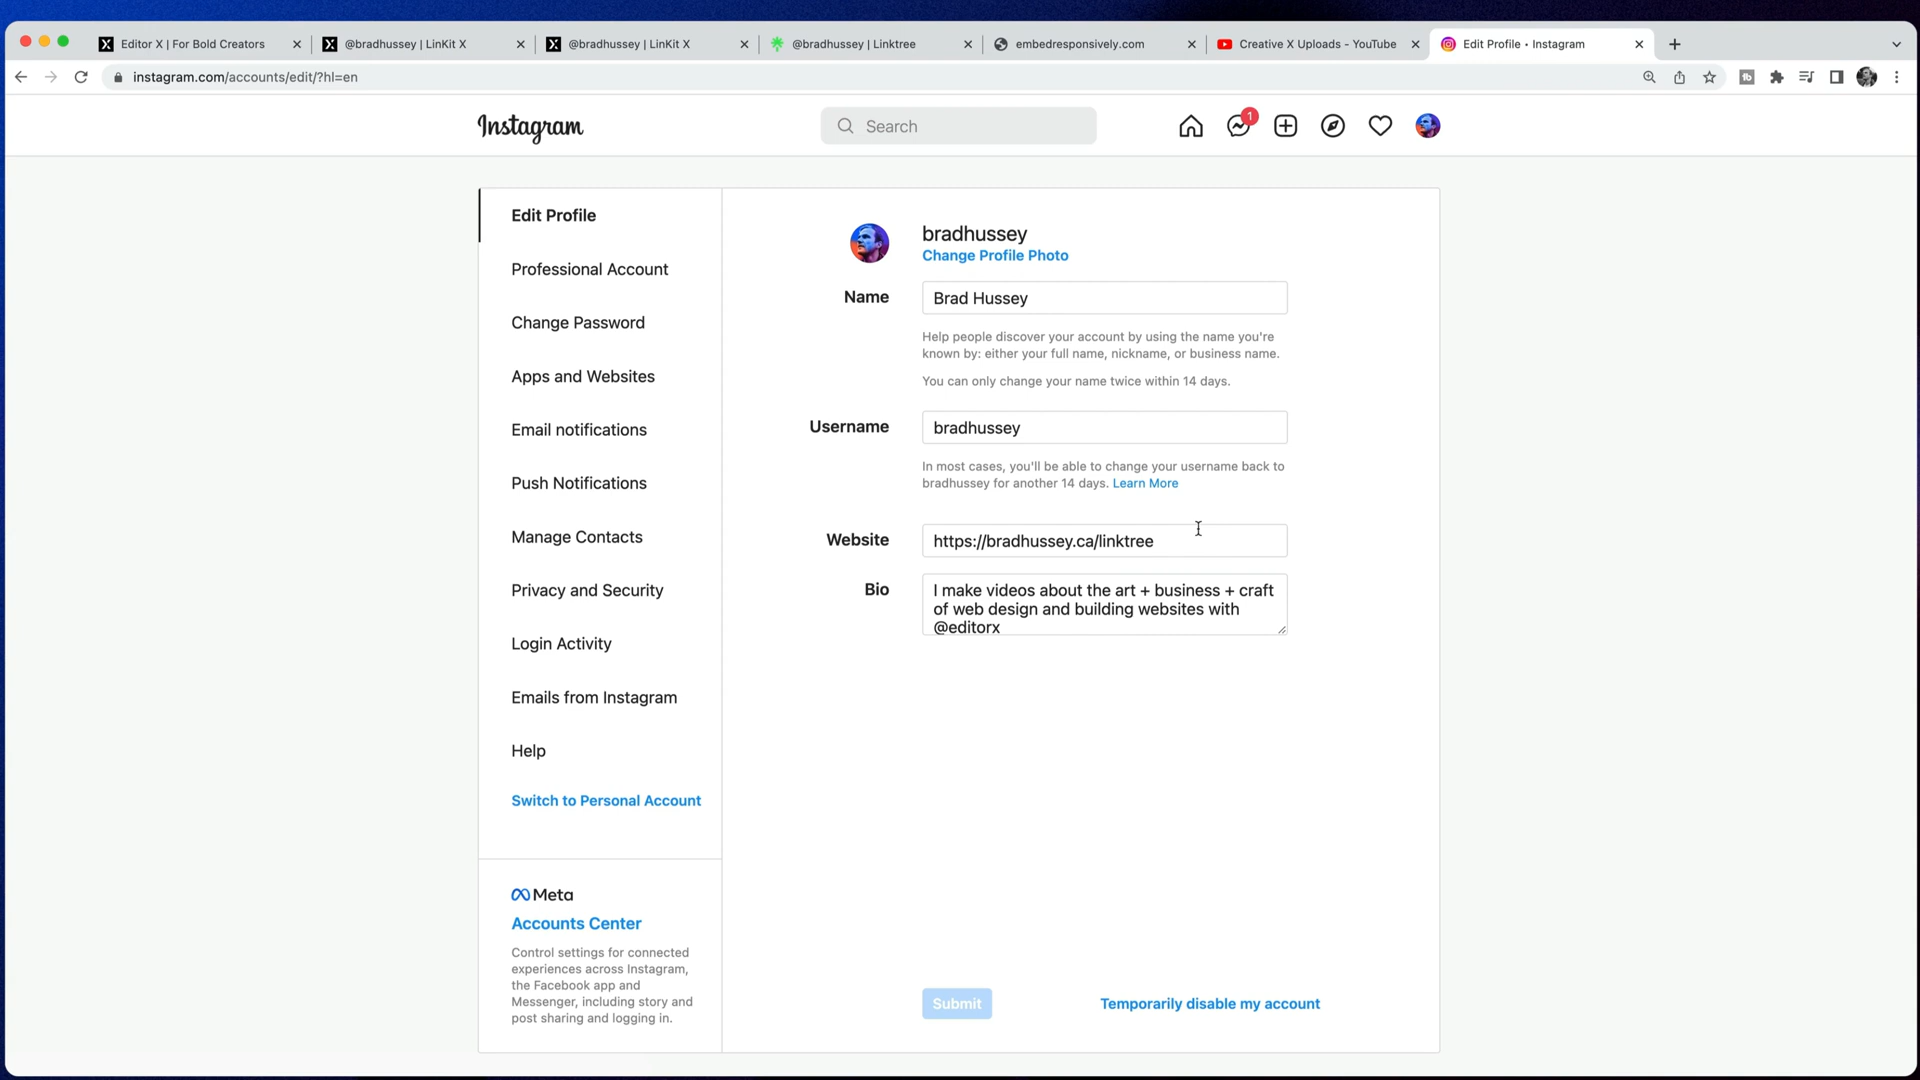 Editor X | For Bold Creators
@bradhussey | LinKit X
@bradhussey | LinKit X
@bradhussey | Linktree
embedresponsively.com
Creative X Uploads - YouTube
Edit Profile • Instagram
instagram.com/accounts/edit/?hl=en
Instagram
Search
1
Edit Profile
Professional Account
Change Password
Apps and Websites
Email notifications
Push Notifications
Manage Contacts
Privacy and Security
Login Activity
Emails from Instagram
Help
Switch to Personal Account
Meta
Accounts Center
Control settings for connected
experiences across Instagram,
the Facebook app and
Messenger, including story and
post sharing and logging in.
bradhussey
Change Profile Photo
Name
Brad Hussey
Help people discover your account by using the name you're
known by: either your full name, nickname, or business name.
You can only change your name twice within 14 days.
Username
bradhussey
In most cases, you'll be able to change your username back to
bradhussey for another 14 days. Learn More
Website
https://bradhussey.ca/linktree
Bio
I make videos about the art + business + craft
of web design and building websites with
@editorx
Submit
Temporarily disable my account